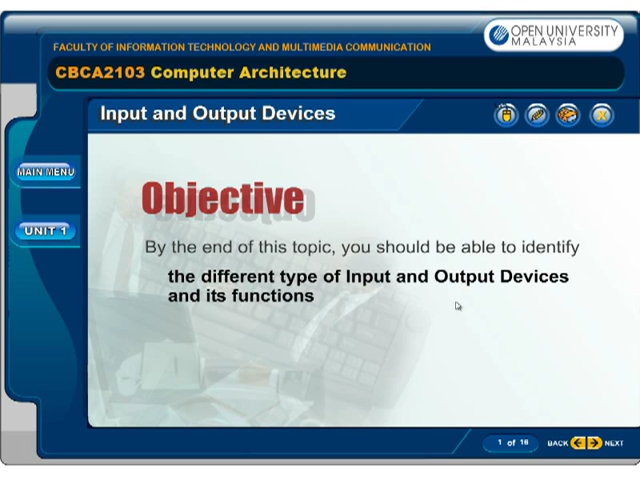 OPEN UNIVERSITY
MALAYSIA
FACULTY OF INFORMATION TECHNOLOGY AND MULTIMEDIA COMMUNICATION
CBCA2103 Computer Architecture
Input and Output Devices
MAIN MENU
UNIT 1
Objective
By the end of this topic, you should be able to identify
the different type of Input and Output Devices
and its functions
1 of 16 BACK NEXT